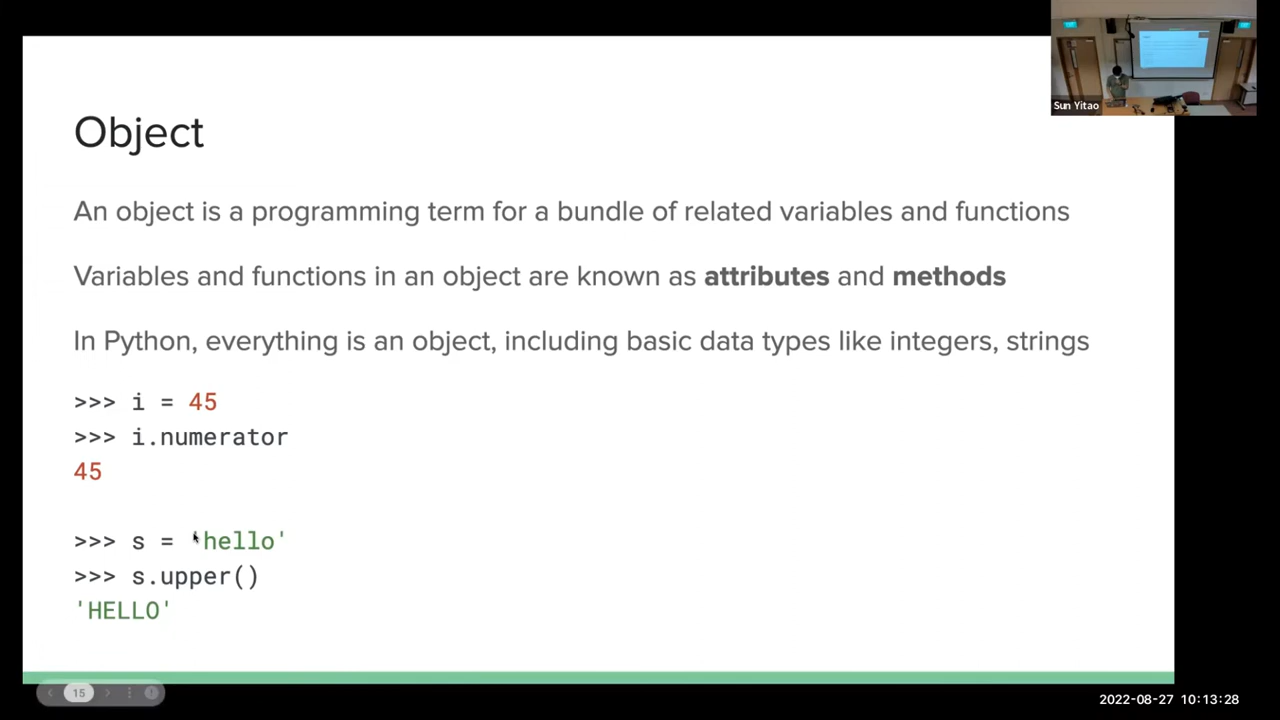 Object
An object is a programming term for a bundle of related variables and functions
Variables and functions in an object are known as attributes and methods
In Python, everything is an object, including basic data types like integers, strings
>>> i = 45
>>> i.numerator
45
>>> s = 'hello'
>>> s.upper()
'HELLO'
Sun Yitao
15
2022-08-27 10:13:28